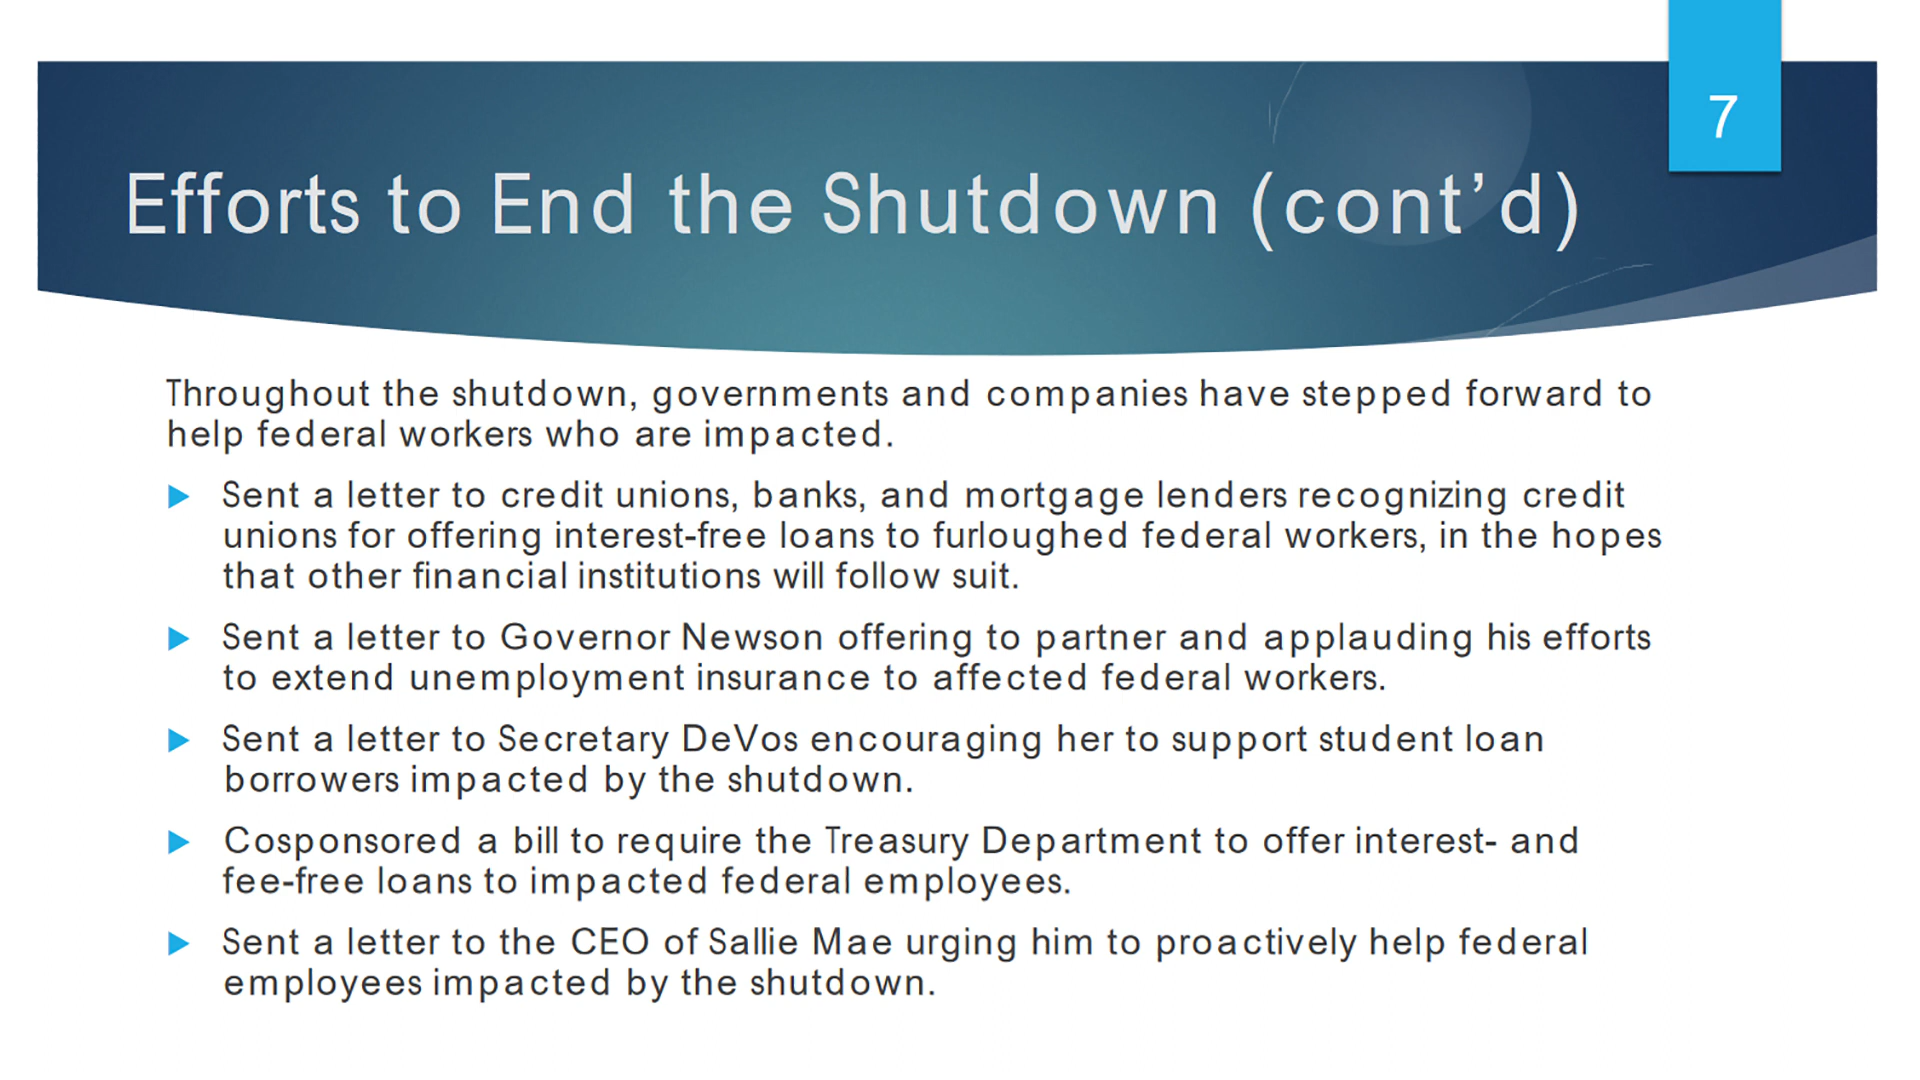 7
Efforts to End the Shutdown (cont’d)
Throughout the shutdown, governments and companies have stepped forward to
help federal workers who are impacted.
Sent a letter to credit unions, banks, and mortgage lenders recognizing credit
unions for offering interest-free loans to furloughed federal workers, in the hopes
that other financial institutions will follow suit.
Sent a letter to Governor Newson offering to partner and applauding his efforts
to extend unemployment insurance to affected federal workers.
Sent a letter to Secretary DeVos encouraging her to support student loan
borrowers impacted by the shutdown.
Cosponsored a bill to require the Treasury Department to offer interest- and
fee-free loans to impacted federal employees.
Sent a letter to the CEO of Sallie Mae urging him to proactively help federal
employees impacted by the shutdown.